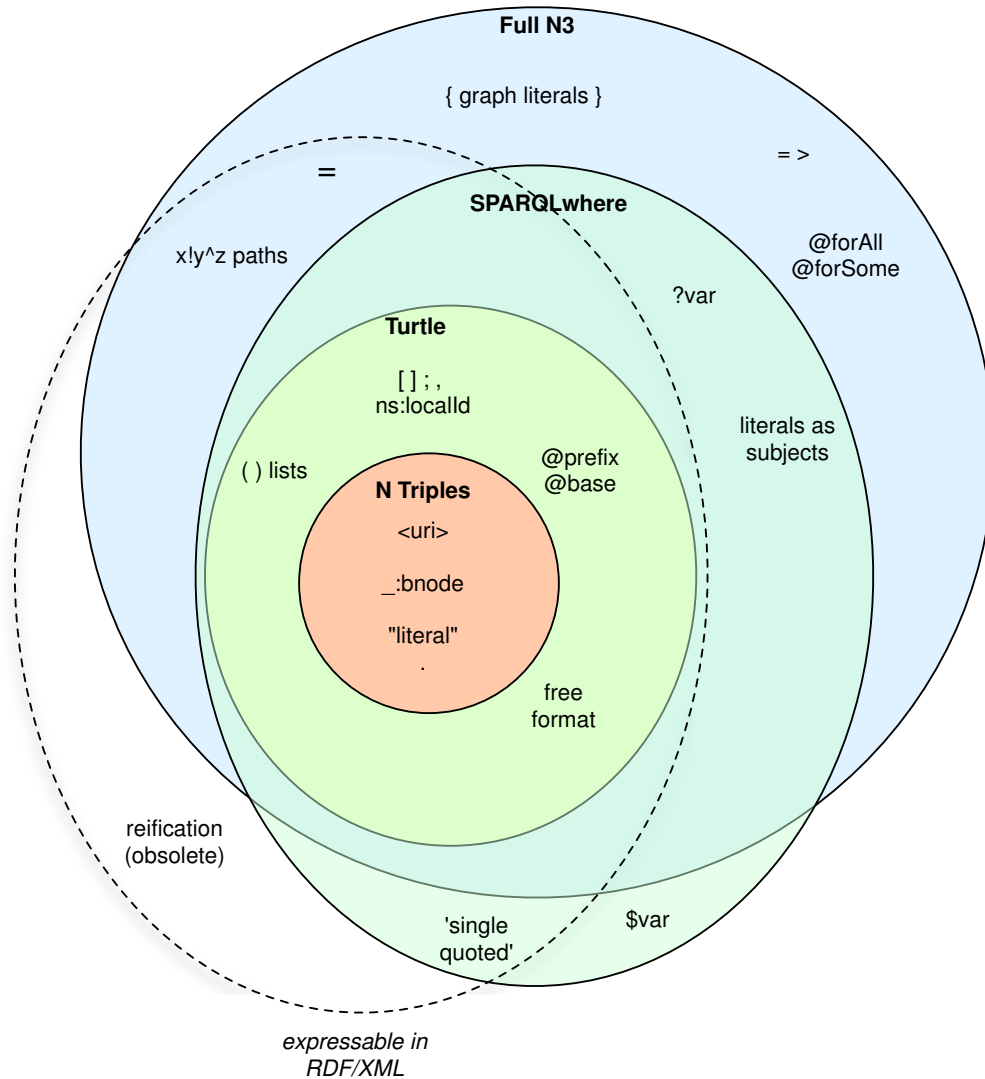 Full N3
{ graph literals }
= >
=
SPARQLwhere
@forAll
@forSome
x!y^z paths
?var
Turtle
[ ] ; ,
ns:localId
literals as
subjects
( ) lists
@prefix
@base
N Triples
<uri>
_:bnode
"literal"
.
free
format
reification
(obsolete)
'single
quoted'
$var
expressable in
RDF/XML